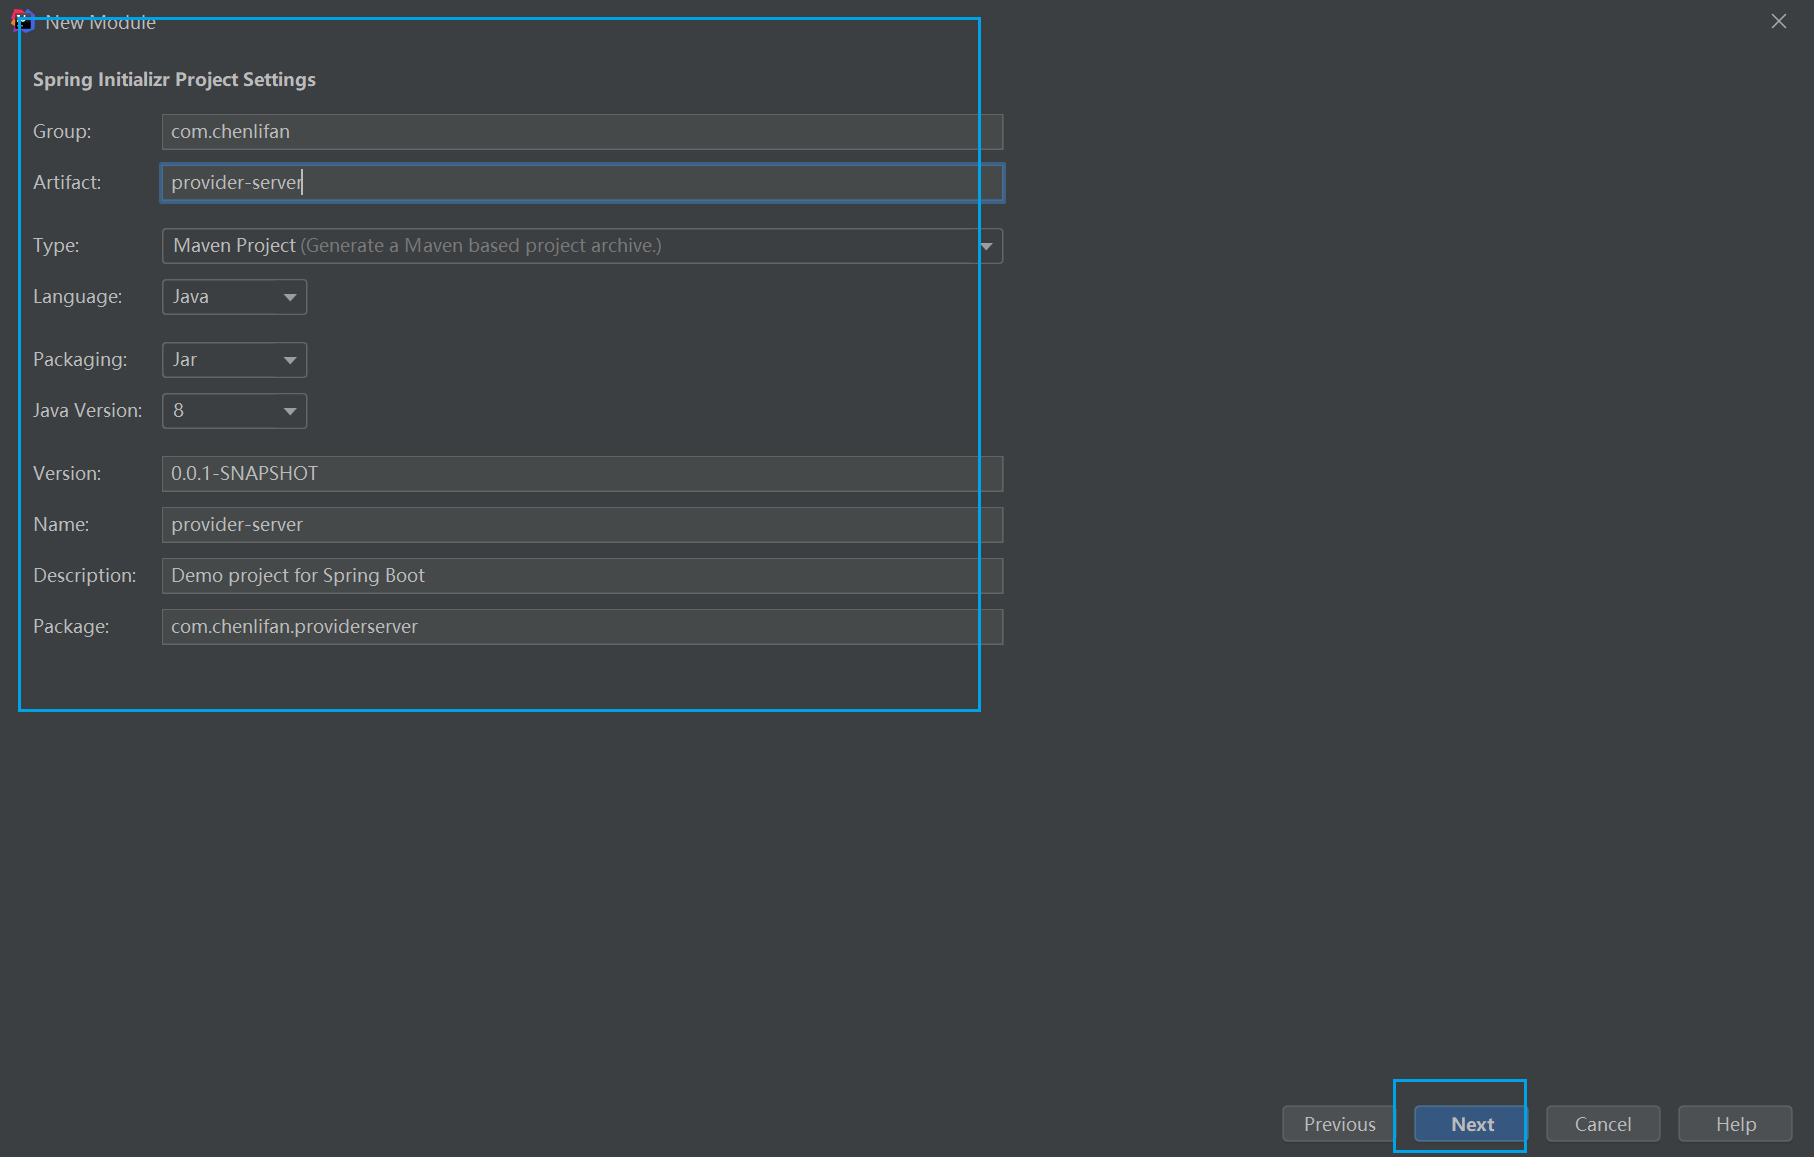 New Module
Spring Initializr Project Settings
Group: com.chenlifan
Artifact: provider-server
Type: Maven Project (Generate a Maven based project archive.)
Language: Java
Packaging: Jar
Java Version: 8
Version: 0.0.1-SNAPSHOT
Name: provider-server
Description: Demo project for Spring Boot
Package: com.chenlifan.providerserver
Previous Next Cancel Help